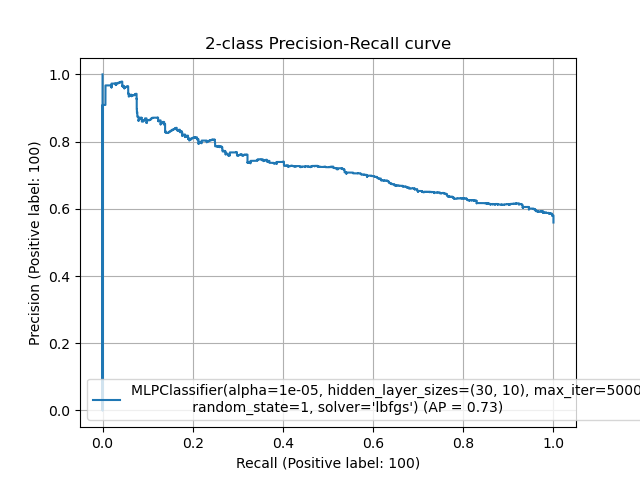 2-class Precision-Recall curve
1.0
0.8
0.6
0.4
0.2
0.0
Precision (Positive label: 100)
MLPClassifier(alpha=1e-05, hidden_layer_sizes=(30, 10), max_iter=5000
random_state=1, solver='lbfgs') (AP = 0.73)
0.0 0.2 0.4 0.6 0.8 1.0
Recall (Positive label: 100)